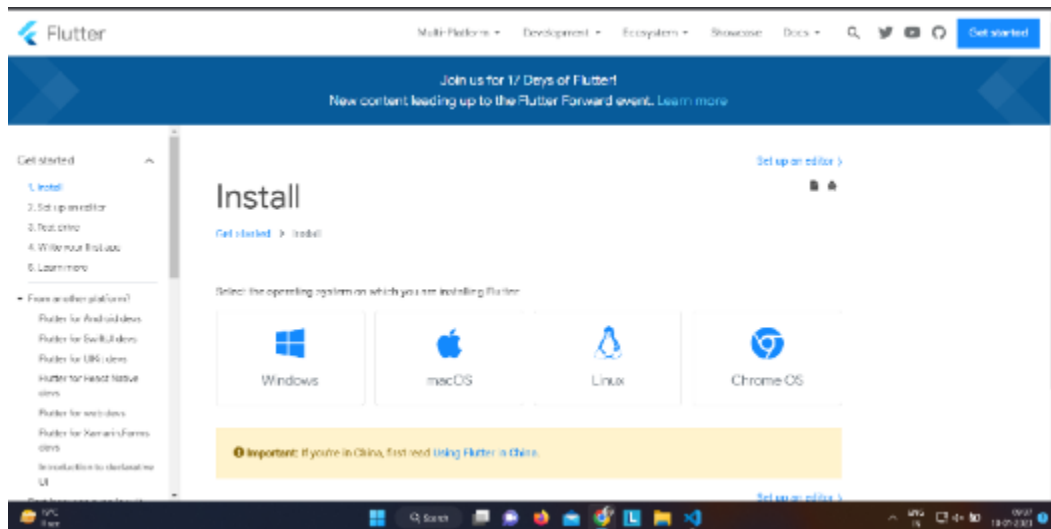 Flutter
Multi-Platform Development Ecosystem Showcase Docs Get started
Join us for 17 Days of Flutter!
New content leading up to the Flutter Forward event. Learn more
Get started
1. Install
2. Set up an editor
3. Test drive
4. Write your first app
5. Learn more
From another platform?
Flutter for Android devs
Flutter for SwiftUI devs
Flutter for UIKit devs
Flutter for React Native
devs
Flutter for web devs
Flutter for Xamarin.Forms
devs
Introduction to declarative
UI
Set up an editor
Install
Get started > Install
Select the operating system on which you are installing Flutter:
Windows
macOS
Linux
Chrome OS
Important: If you're in China, first read Using Flutter in China.
Set up an editor
Search
ENG
IN